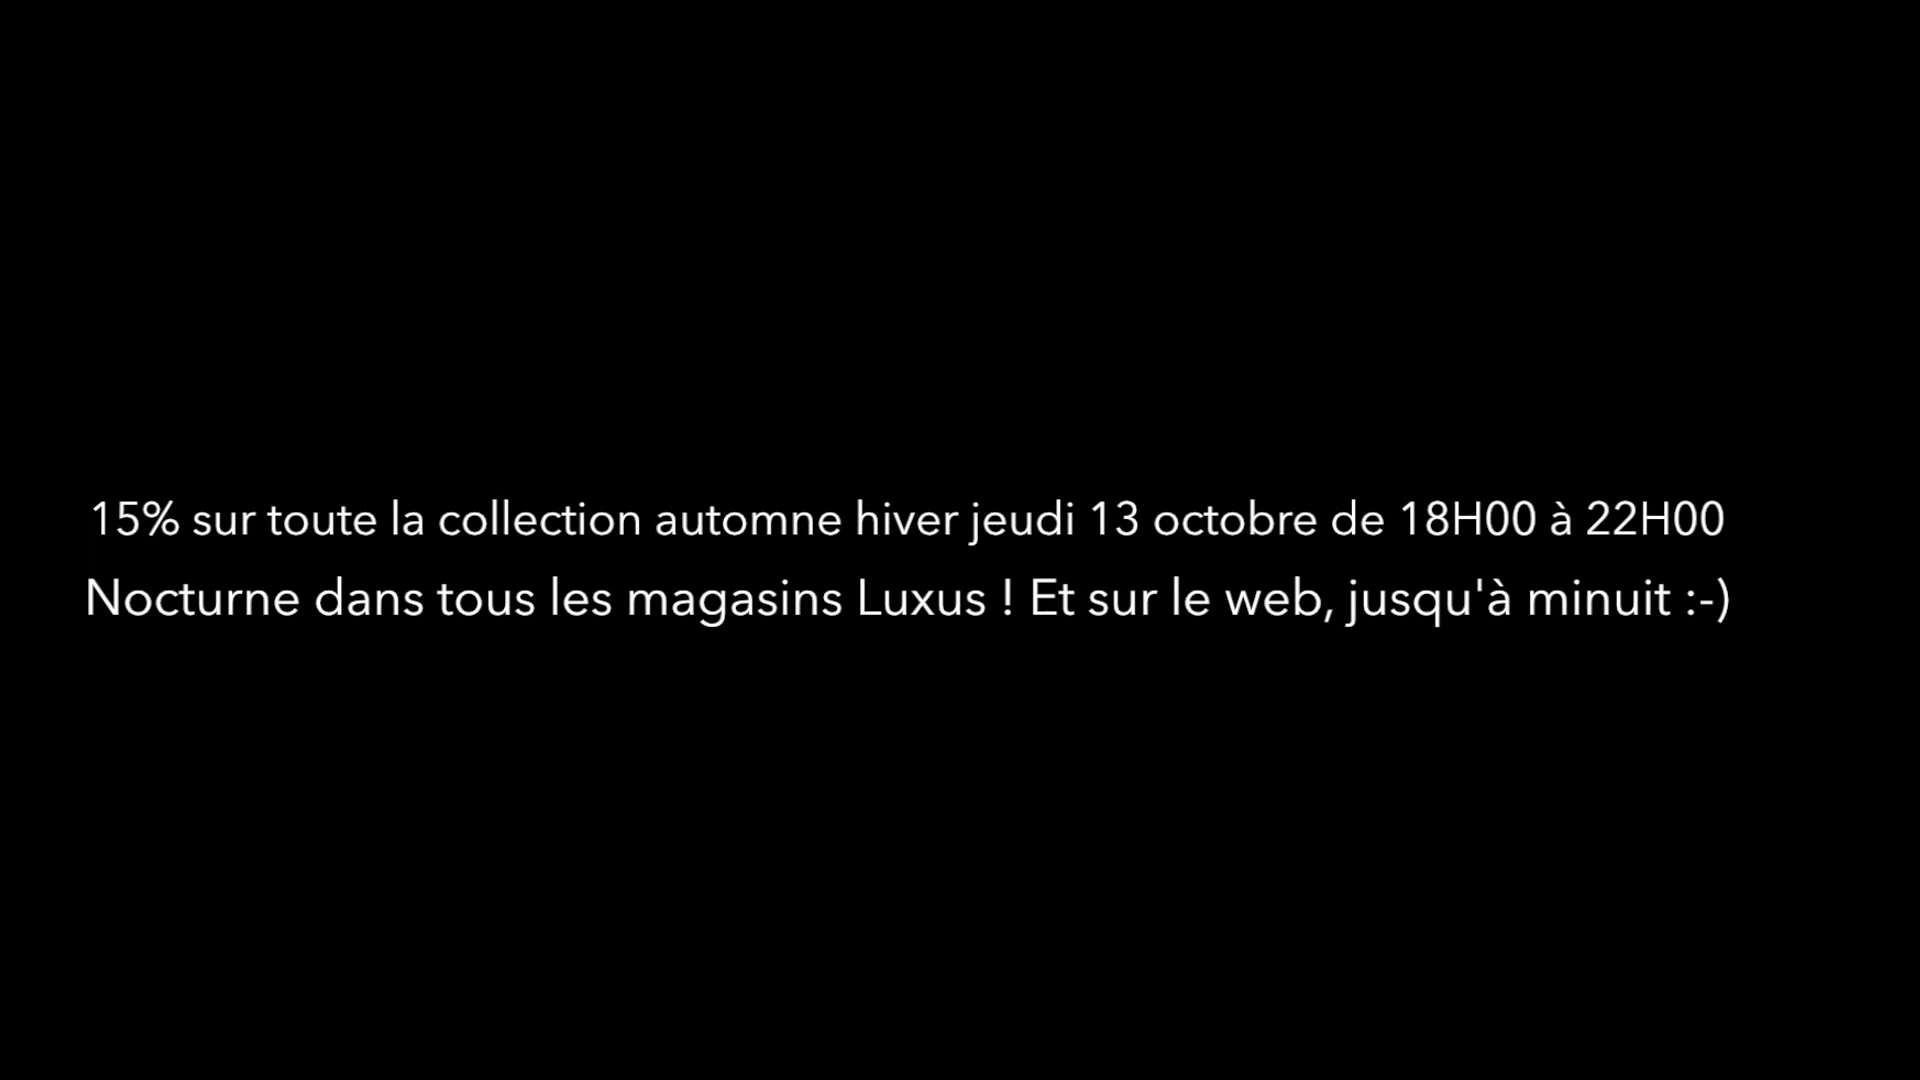 15% sur toute la collection automne hiver jeudi 13 octobre de 18H00 à 22H00
Nocturne dans tous les magasins Luxus ! Et sur le web, jusqu'à minuit :-)